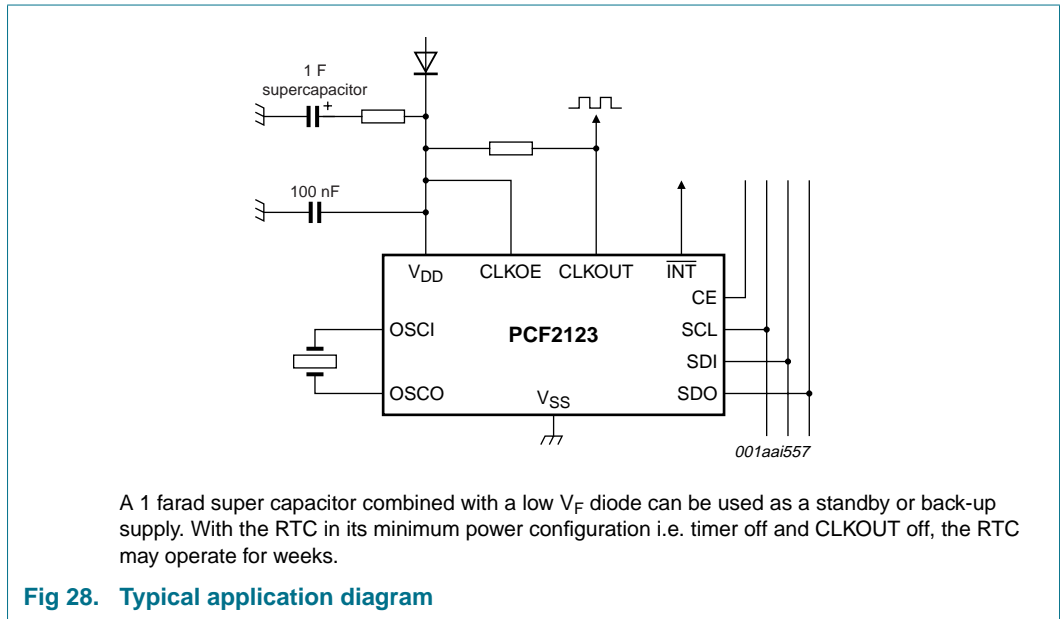 1 F
supercapacitor
+
100 nF
VDD
CLKOE
CLKOUT
INT
CE
OSCI
PCF2123
SCL
SDI
OSCO
VSS
SDO
001aai557
A 1 farad super capacitor combined with a low VF diode can be used as a standby or back-up
supply. With the RTC in its minimum power configuration i.e. timer off and CLKOUT off, the RTC
may operate for weeks.
Fig 28. Typical application diagram